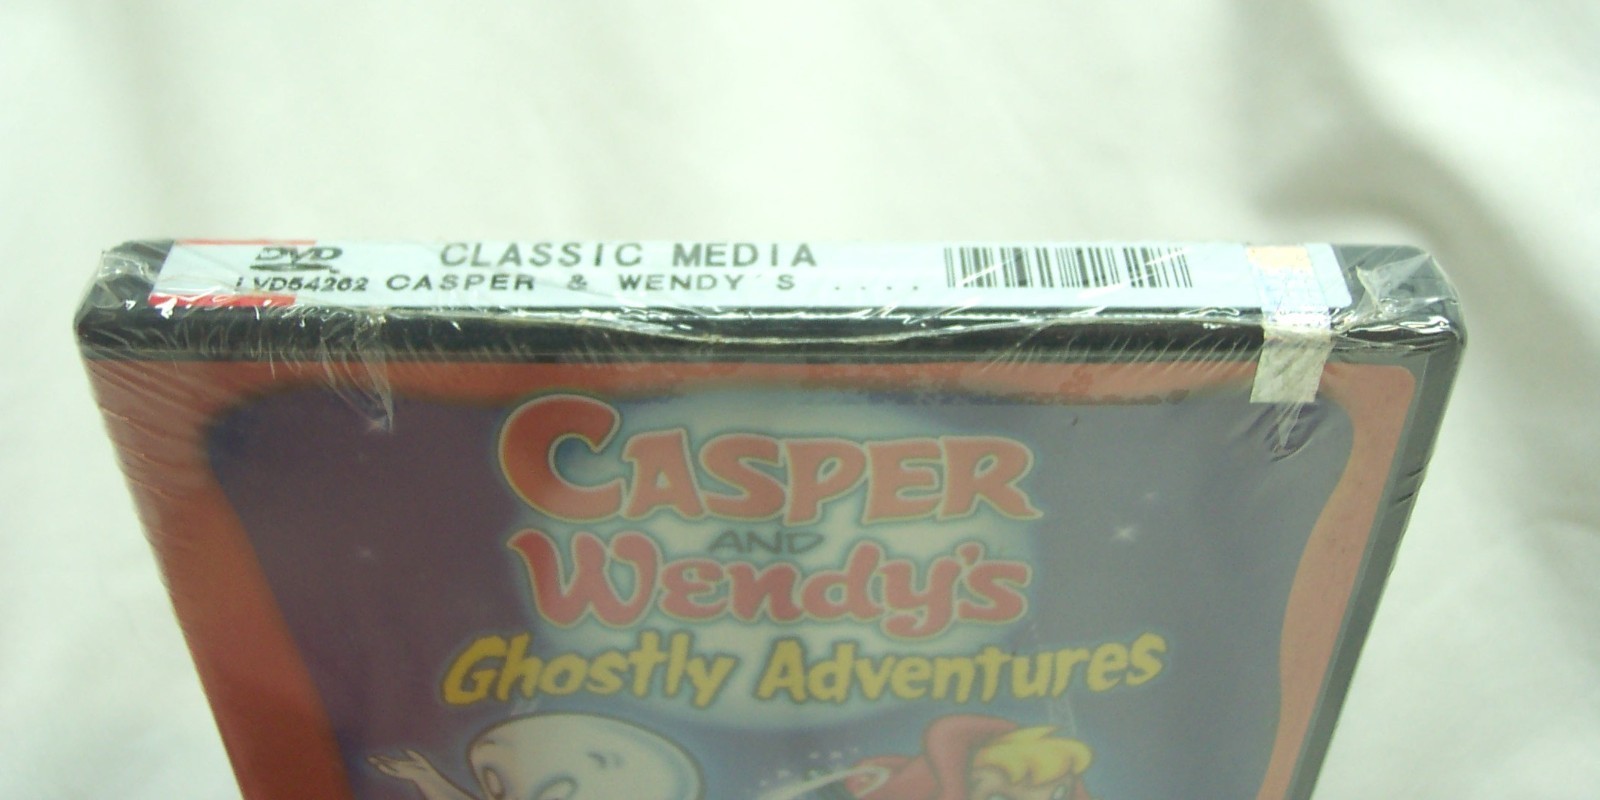 DVD CLASSIC MEDIA
LVD54262 CASPER & WENDY'S ....
CASPER
AND
Wendy's
Ghostly Adventures